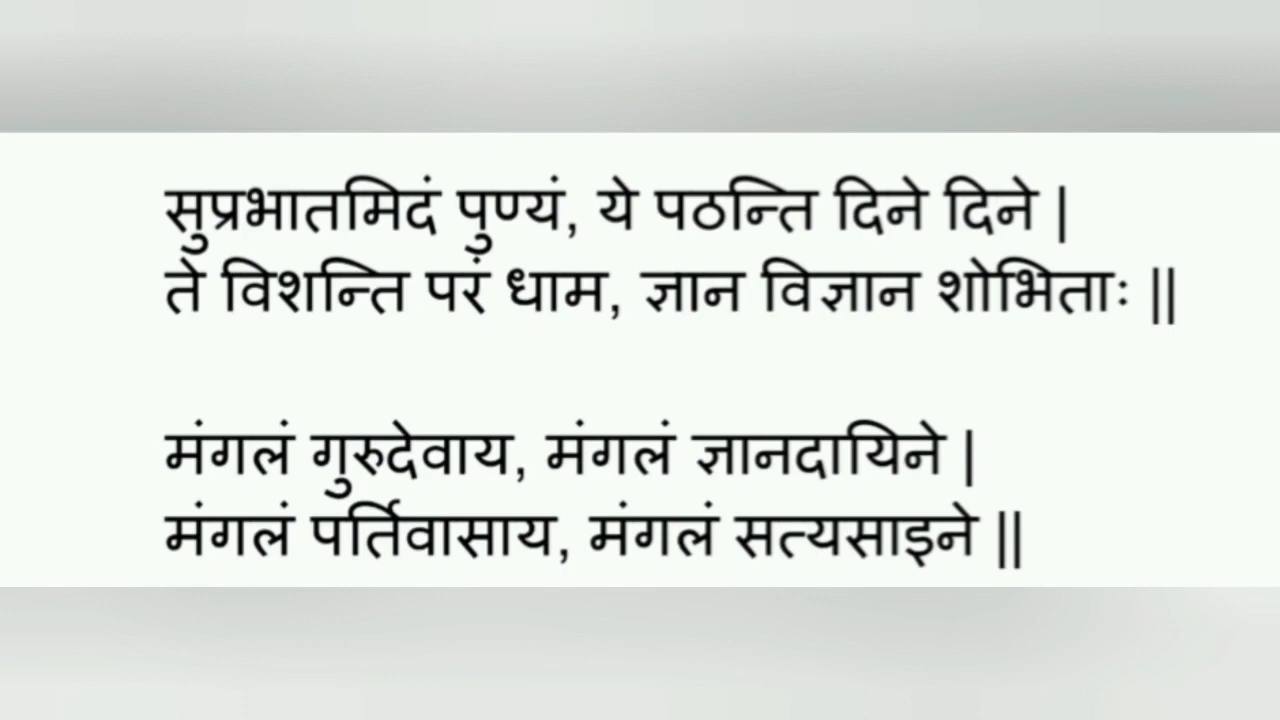 सुप्रभातमिदं पुण्यं, ये पठन्ति दिने दिने |
ते विशन्ति परं धाम, ज्ञान विज्ञान शोभिताः ||
मंगलं गुरुदेवाय, मंगलं ज्ञानदायिने |
मंगलं पर्तिवासाय, मंगलं सत्यसाइने ||